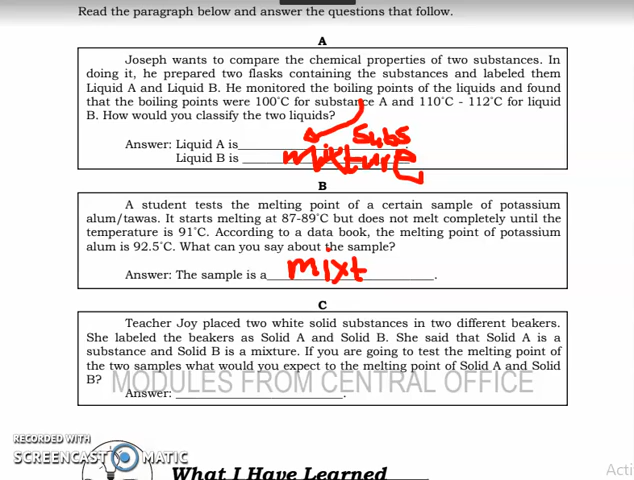 Read the paragraph below and answer the questions that follow.
A
Joseph wants to compare the chemical properties of two substances. In
doing it, he prepared two flasks containing the substances and labeled them
Liquid A and Liquid B. He monitored the boiling points of the liquids and found
that the boiling points were 100°C for substance A and 110°C - 112°C for liquid
B. How would you classify the two liquids?
subs
Answer: Liquid A is
Liquid B is mixture
B
A student tests the melting point of a certain sample of potassium
alum/tawas. It starts melting at 87-89°C but does not melt completely until the
temperature is 91°C. According to a data book, the melting point of potassium
alum is 92.5°C. What can you say about the sample?
Answer: The sample is a mixt.
C
Teacher Joy placed two white solid substances in two different beakers.
She labeled the beakers as Solid A and Solid B. She said that Solid A is a
substance and Solid B is a mixture. If you are going to test the melting point of
the two samples what would you expect to the melting point of Solid A and Solid
B?
MODULES FROM CENTRAL OFFICE
Answer: .
RECORDED WITH
SCREENCAST MATIC
What I Have Learned
Acti